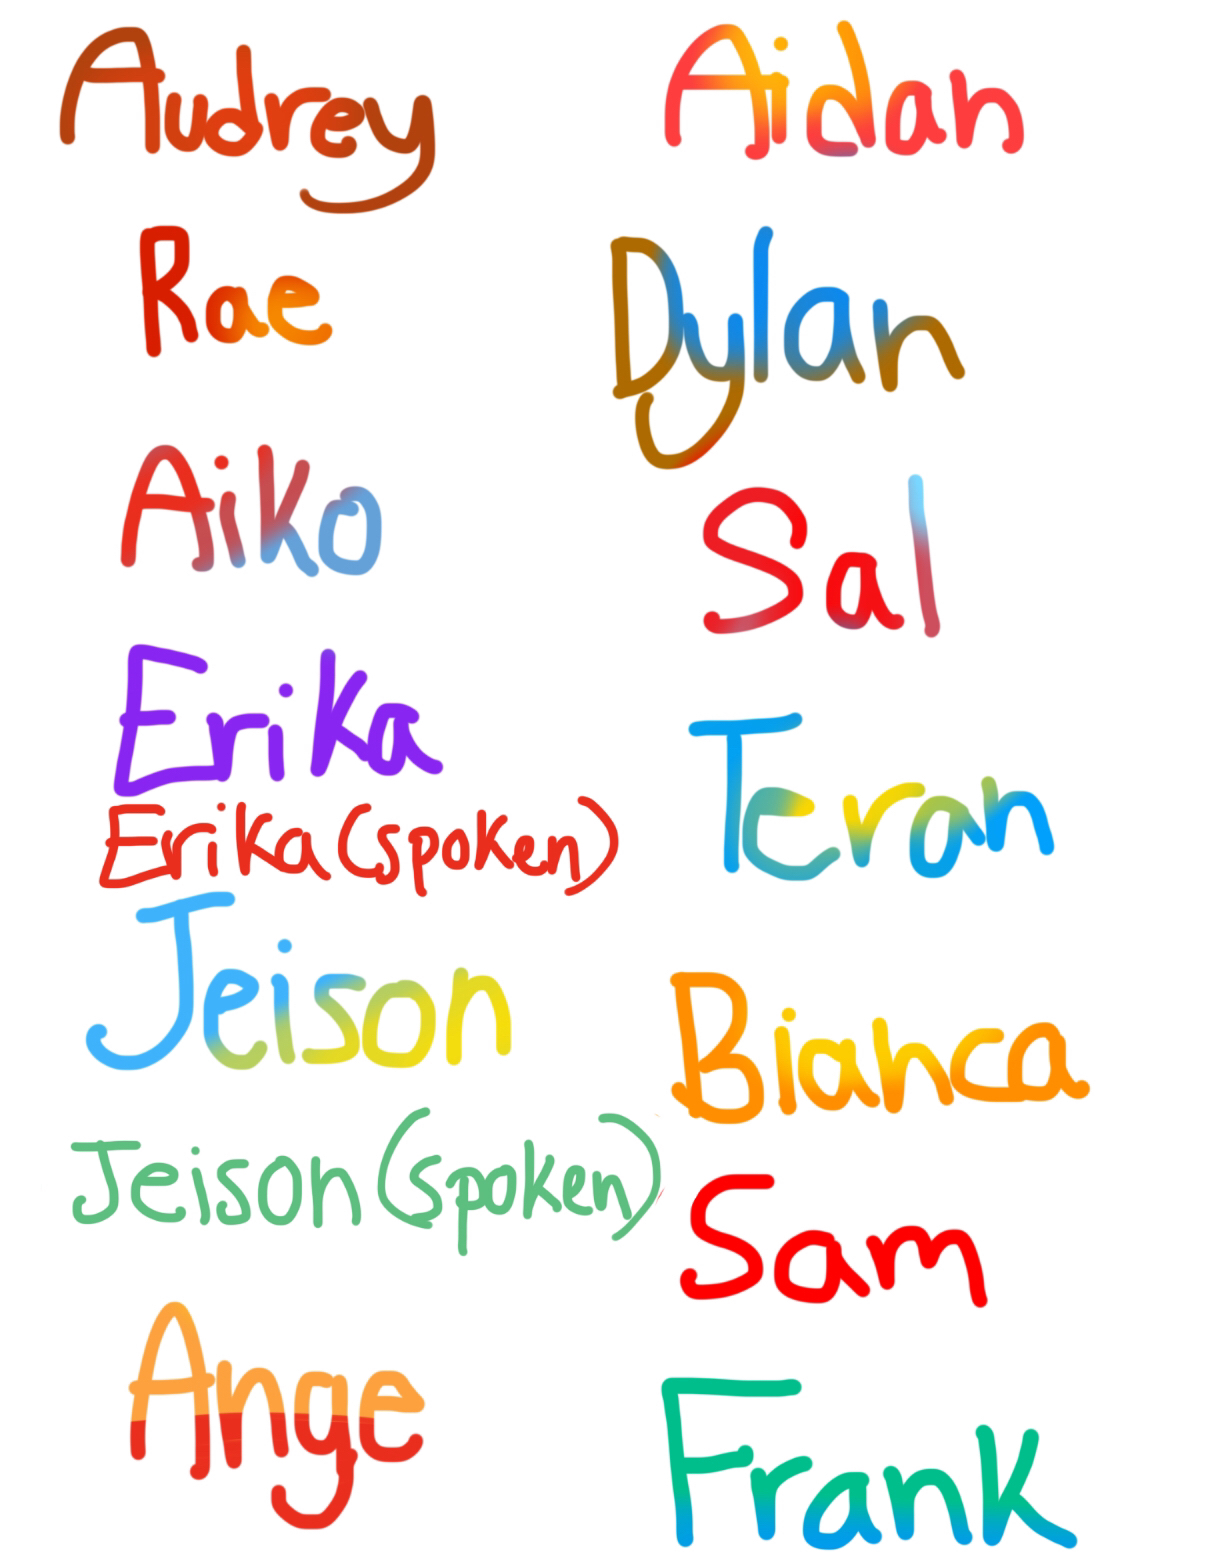 Audrey
Rae
Aiko
Erika
Erika (spoken)
Jeison
Jeison (spoken)
Ange
Aidan
Dylan
Sal
Teran
Bianca
Sam
Frank